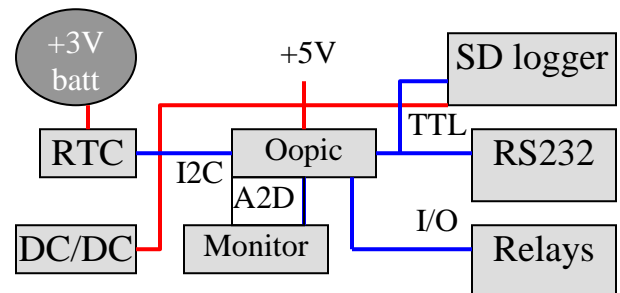 +3V
batt
+5V
SD logger
TTL
RTC
I2C
Oopic
RS232
A2D
I/O
DC/DC
Monitor
Relays